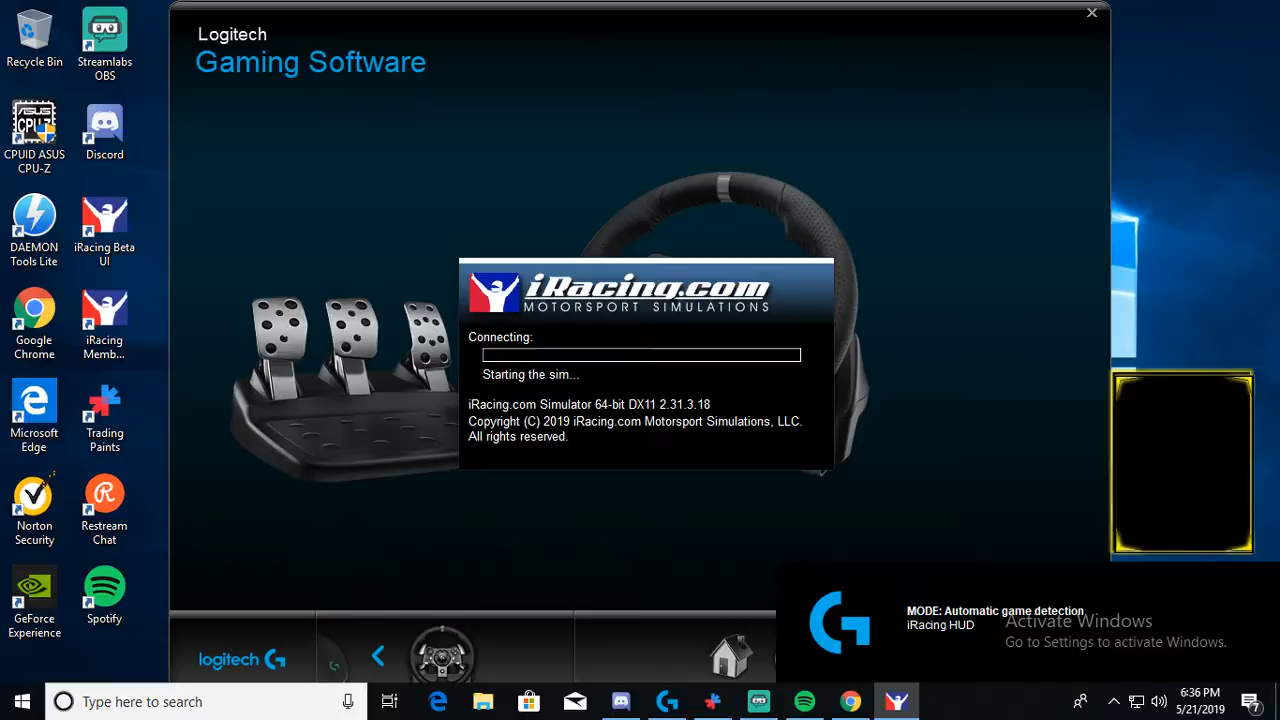 Logitech
Gaming Software
Recycle Bin
Streamlabs
OBS
ASUS
CPU-Z
CPUID ASUS
CPU-Z
Discord
DAEMON
Tools Lite
iRacing Beta
UI
Google
Chrome
iRacing
Memb...
Microsoft
Edge
Trading
Paints
Norton
Security
Restream
Chat
GeForce
Experience
Spotify
iRacing.com
MOTORSPORT SIMULATIONS
Connecting:
Starting the sim...
iRacing.com Simulator 64-bit DX11 2.31.3.18
Copyright (C) 2019 iRacing.com Motorsport Simulations, LLC.
All rights reserved.
MODE: Automatic game detection
iRacing HUD
Activate Windows
Go to Settings to activate Windows.
logitech G
Type here to search
6:36 PM
5/21/2019
7